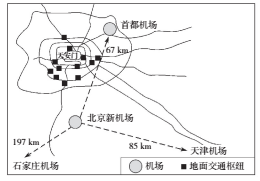 首都机场
67 km
天安门
北京新机场
197 km
85 km
石家庄机场
天津机场
机场
地面交通枢纽